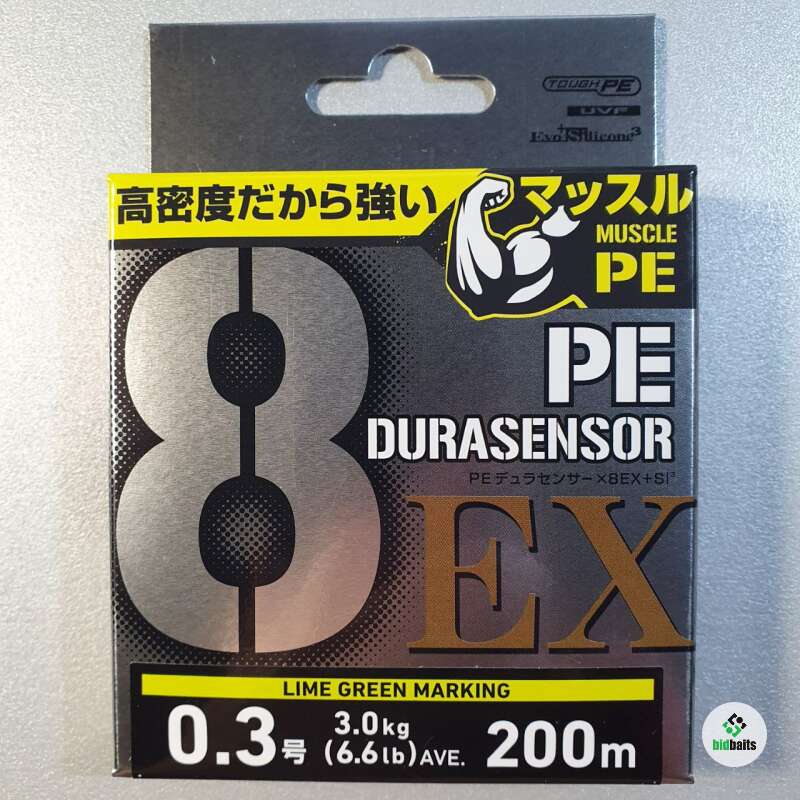 TOUGH PE
UVF
Evo+Silicone³
高密度だから強い
マッスル
MUSCLE
PE
8
PE
DURASENSOR
PEデュラセンサー×8EX+Si³
EX
LIME GREEN MARKING
0.3号 3.0kg (6.6lb) AVE. 200m
bidbaits